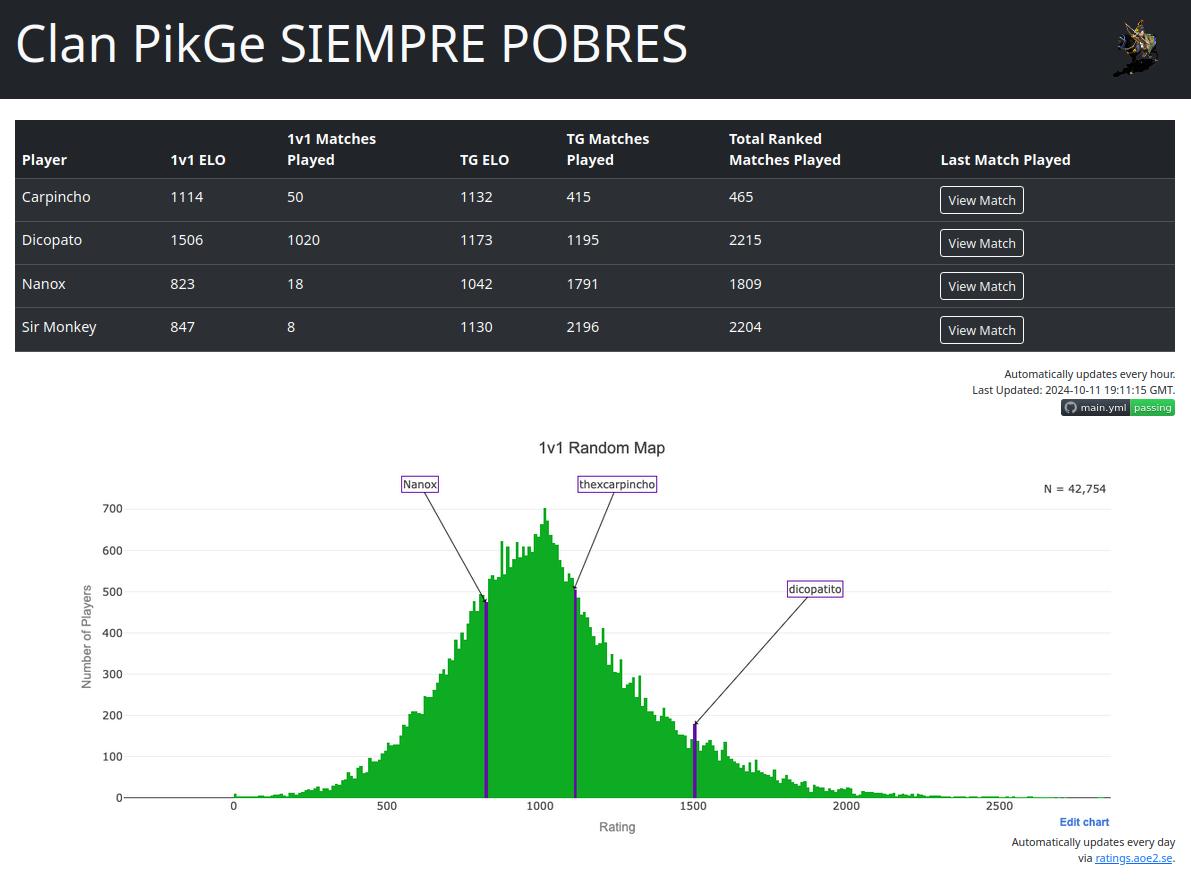 Clan PikGe SIEMPRE POBRES
Player 1v1 ELO 1v1 Matches Played TG ELO TG Matches Played Total Ranked Matches Played Last Match Played
Carpincho 1114 50 1132 415 465 View Match
Dicopato 1506 1020 1173 1195 2215 View Match
Nanox 823 18 1042 1791 1809 View Match
Sir Monkey 847 8 1130 2196 2204 View Match
Automatically updates every hour.
Last Updated: 2024-10-11 19:11:15 GMT.
main.yml passing
1v1 Random Map
Nanox thexcarpincho
N = 42,754
dicopatito
Number of Players
700
600
500
400
300
200
100
0
0 500 1000 1500 2000 2500
Rating
Edit chart
Automatically updates every day
via ratings.aoe2.se.